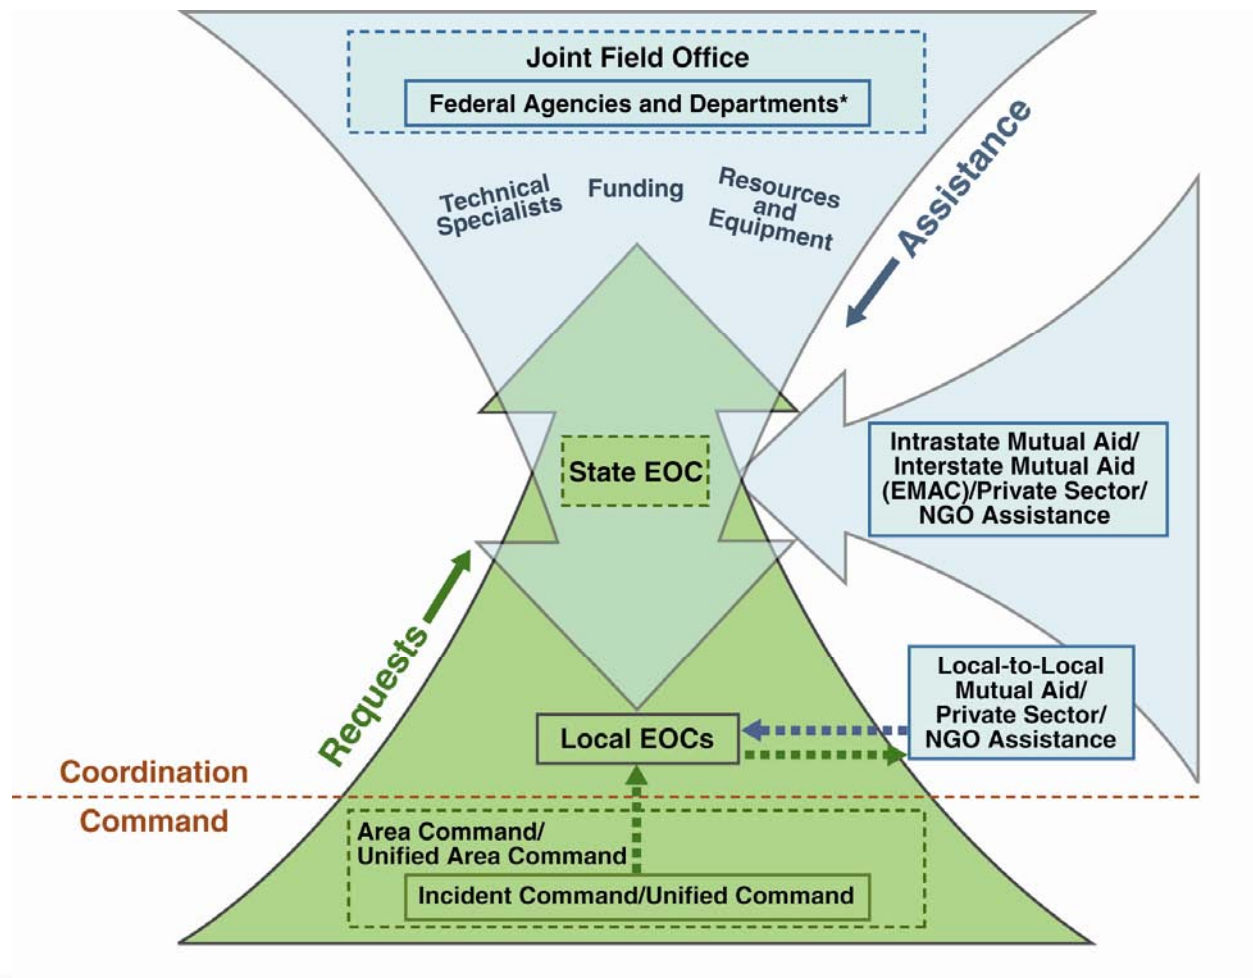 Joint Field Office
Federal Agencies and Departments*
Assistance
Technical
Specialists
Funding
Resources
and
Equipment
State EOC
Intrastate Mutual Aid/
Interstate Mutual Aid
(EMAC)/Private Sector/
NGO Assistance
Requests
Local-to-Local
Mutual Aid/
Private Sector/
NGO Assistance
Local EOCs
Coordination
Command
Area Command/
Unified Area Command
Incident Command/Unified Command